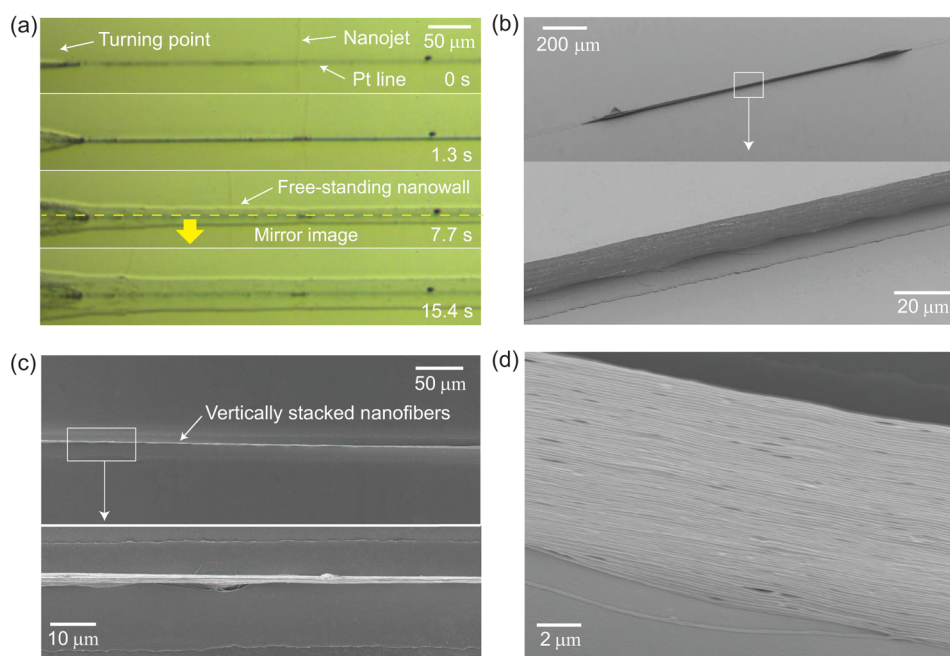 (a)
Turning point
Nanojet
50 μm
Pt line
0 s
1.3 s
Free-standing nanowall
Mirror image
7.7 s
15.4 s
(b)
200 μm
20 μm
(c)
50 μm
Vertically stacked nanofibers
10 μm
(d)
2 μm